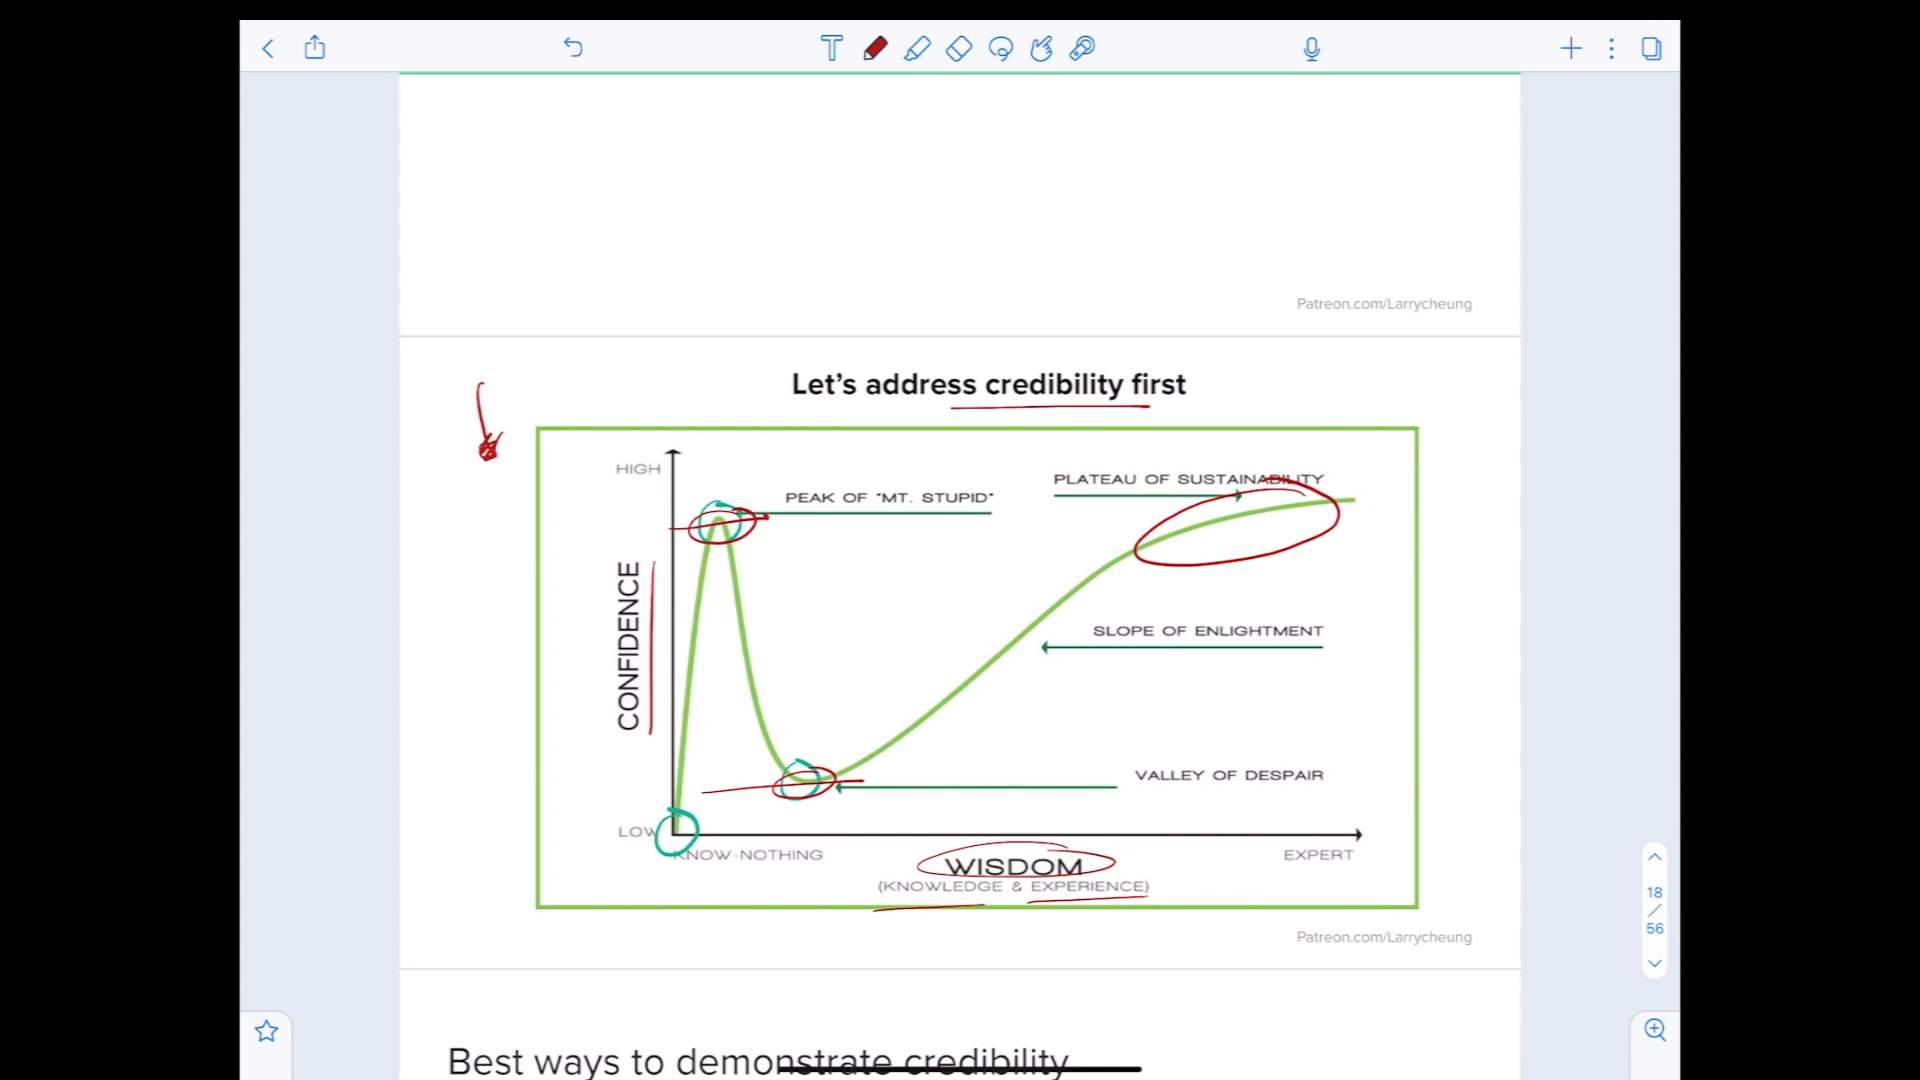 Patreon.com/Larrycheung
Let's address credibility first
HIGH
PEAK OF "MT. STUPID"
PLATEAU OF SUSTAINABILITY
CONFIDENCE
SLOPE OF ENLIGHTMENT
VALLEY OF DESPAIR
LOW
KNOW-NOTHING
WISDOM
EXPERT
(KNOWLEDGE & EXPERIENCE)
Patreon.com/Larrycheung
18
/
56
Best ways to demonstrate credibility